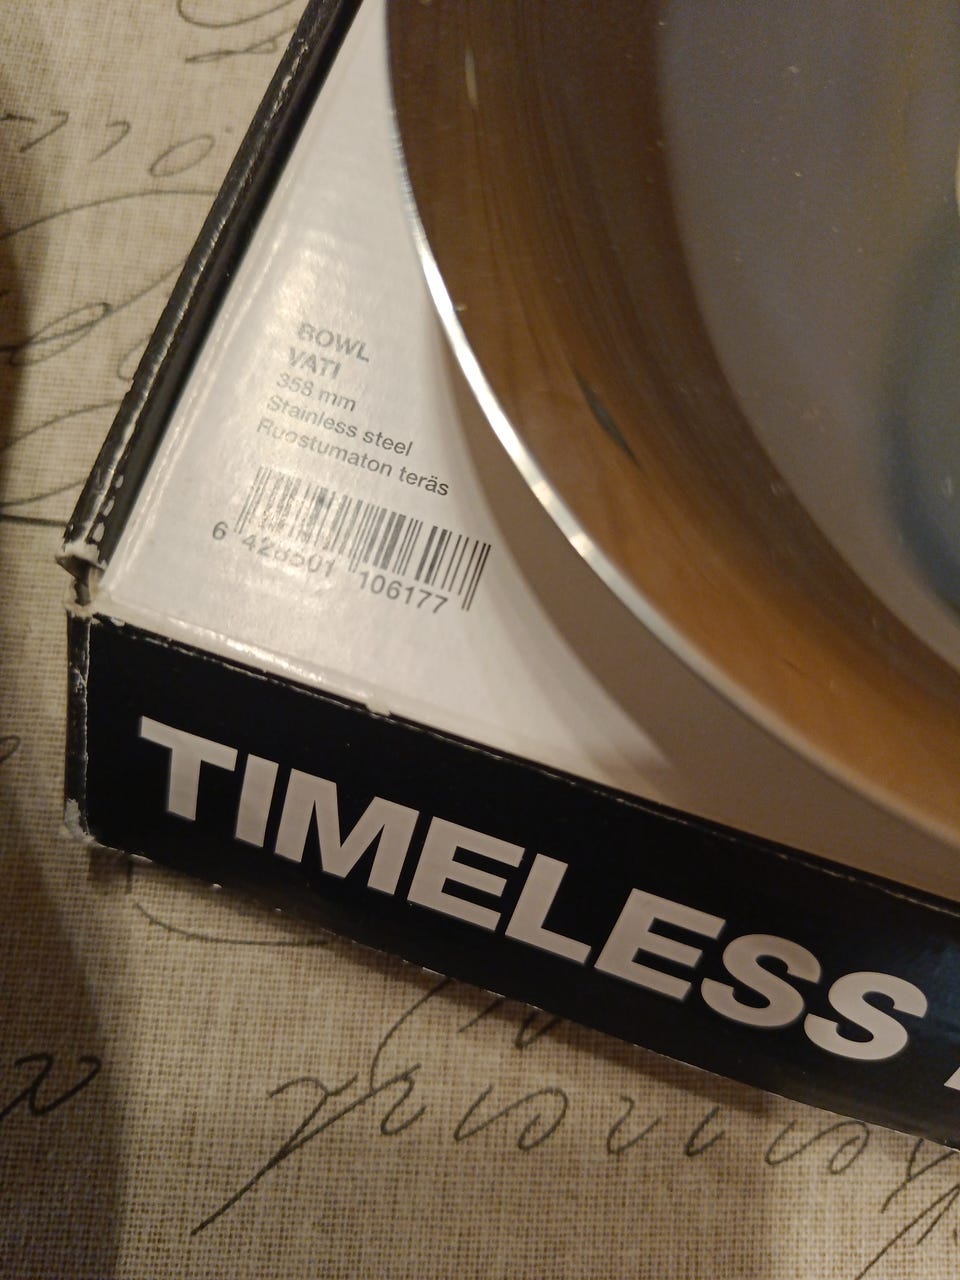 BOWL
VATI
358 mm
Stainless steel
Ruostumaton teräs
6 428501 106177
TIMELESS